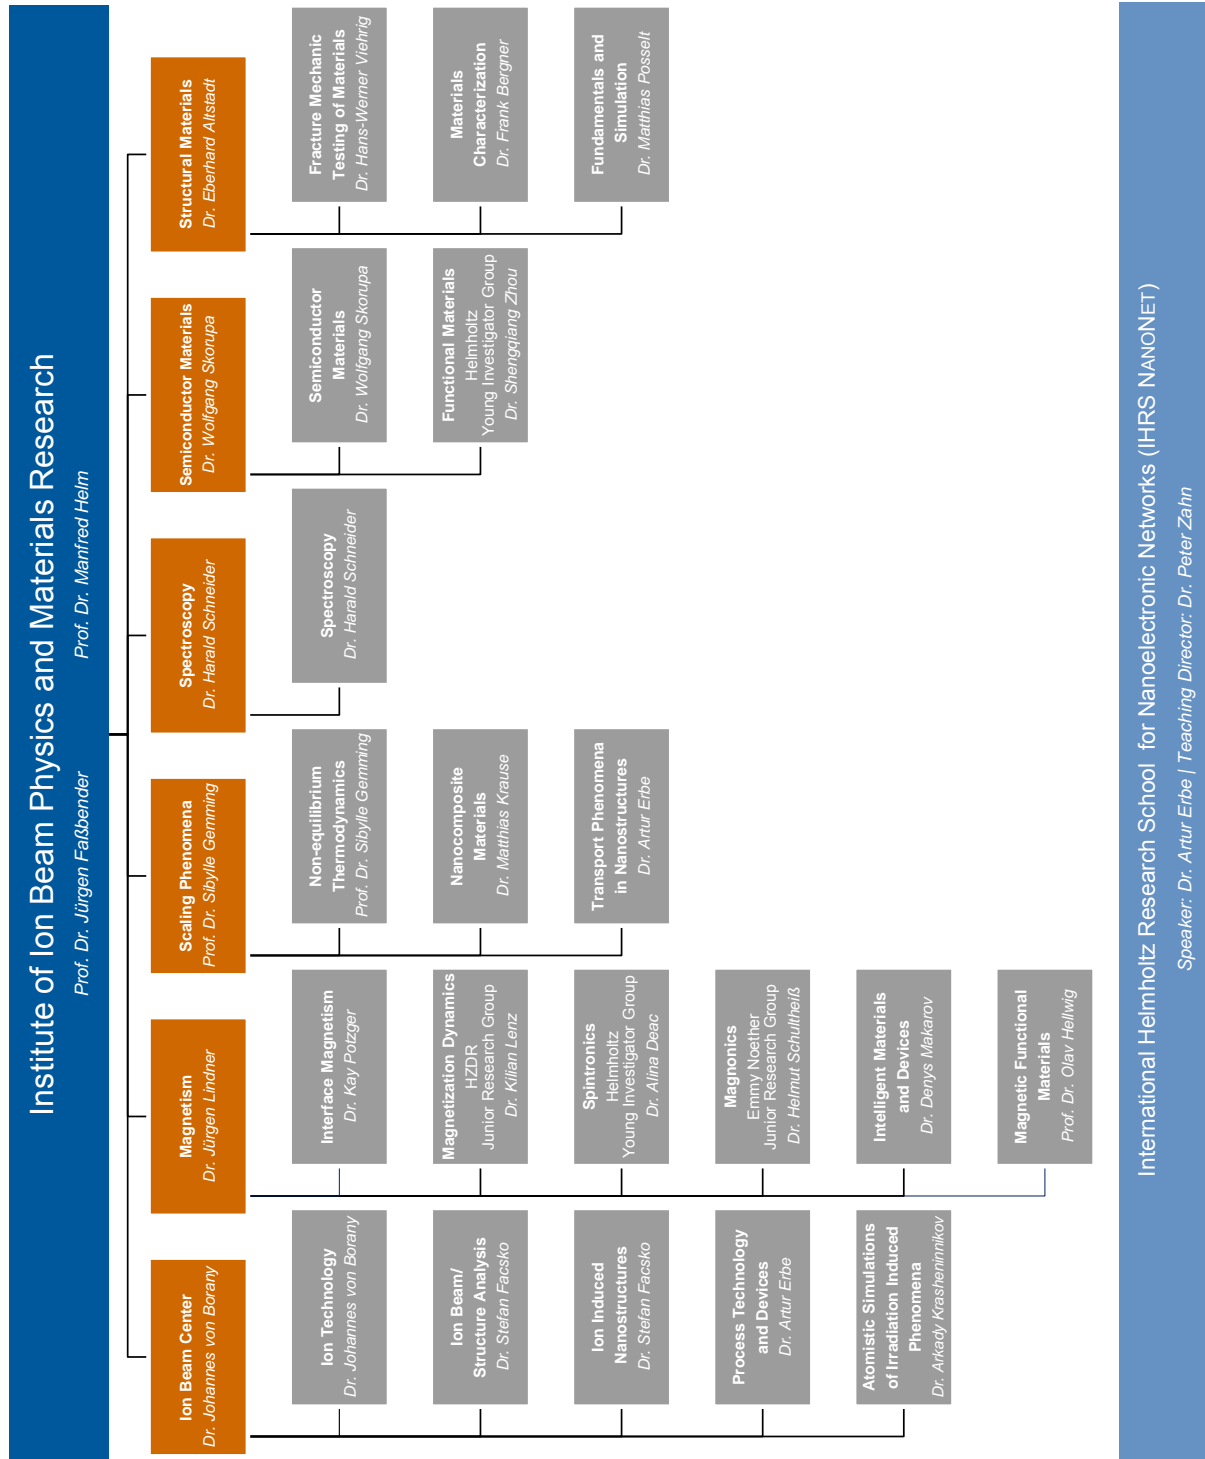 Institute of Ion Beam Physics and Materials Research
Prof. Dr. Jürgen Faßbender
Prof. Dr. Manfred Helm
Ion Beam Center
Dr. Johannes von Borany
Ion Technology
Dr. Johannes von Borany
Ion Beam/
Structure Analysis
Dr. Stefan Facsko
Ion Induced
Nanostructures
Dr. Stefan Facsko
Process Technology
and Devices
Dr. Artur Erbe
Atomistic Simulations
of Irradiation Induced
Phenomena
Dr. Arkady Krasheninnikov
Magnetism
Dr. Jürgen Lindner
Interface Magnetism
Dr. Kay Potzger
Magnetization Dynamics
HZDR
Junior Research Group
Dr. Kilian Lenz
Spintronics
Helmholtz
Young Investigator Group
Dr. Alina Deac
Magnonics
Emmy Noether
Junior Research Group
Dr. Helmut Schultheiß
Intelligent Materials
and Devices
Dr. Denys Makarov
Magnetic Functional
Materials
Prof. Dr. Olav Hellwig
Scaling Phenomena
Prof. Dr. Sibylle Gemming
Non-equilibrium
Thermodynamics
Prof. Dr. Sibylle Gemming
Nanocomposite
Materials
Dr. Matthias Krause
Transport Phenomena
in Nanostructures
Dr. Artur Erbe
Spectroscopy
Dr. Harald Schneider
Spectroscopy
Dr. Harald Schneider
Semiconductor Materials
Dr. Wolfgang Skorupa
Semiconductor
Materials
Dr. Wolfgang Skorupa
Functional Materials
Helmholtz
Young Investigator Group
Dr. Shengqiang Zhou
Structural Materials
Dr. Eberhard Altstadt
Fracture Mechanic
Testing of Materials
Dr. Hans-Werner Viehrig
Materials
Characterization
Dr. Frank Bergner
Fundamentals and
Simulation
Dr. Matthias Posselt
International Helmholtz Research School for Nanoelectronic Networks (IHRS NANONET)
Speaker: Dr. Artur Erbe | Teaching Director: Dr. Peter Zahn